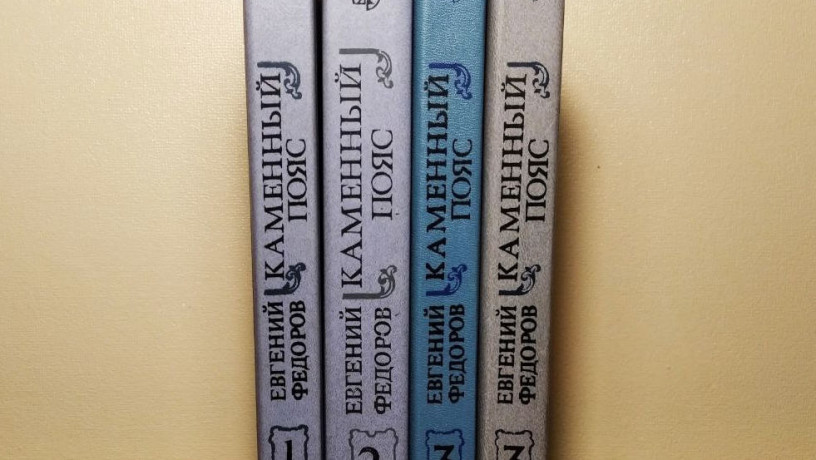 ЕВГЕНИЙ
ФЕДОРОВ
КАМЕННЫЙ
ПОЯС
1
ЕВГЕНИЙ
ФЕДОРОВ
КАМЕННЫЙ
ПОЯС
2
ЕВГЕНИЙ
ФЕДОРОВ
КАМЕННЫЙ
ПОЯС
3
ЕВГЕНИЙ
ФЕДОРОВ
КАМЕННЫЙ
ПОЯС
3